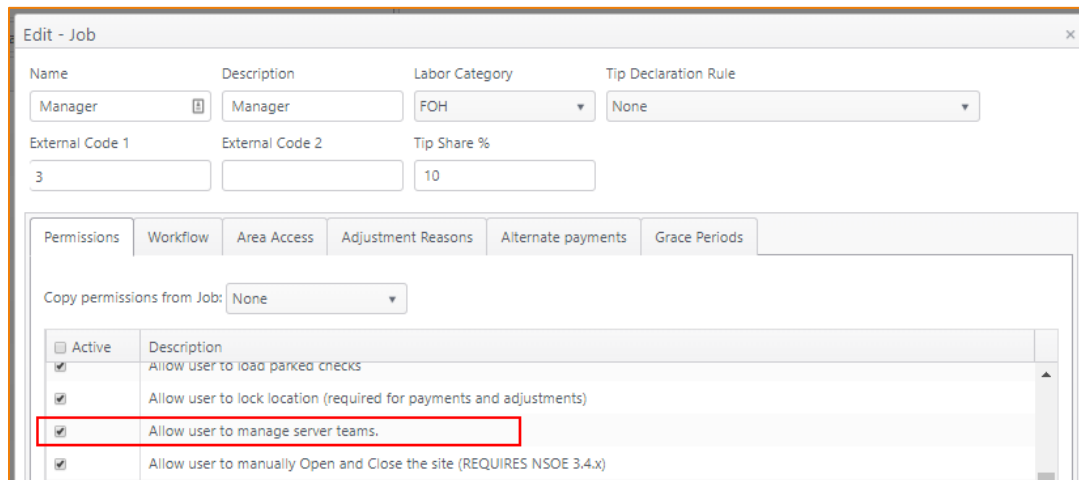 Edit - Job
Name Description Labor Category Tip Declaration Rule
Manager Manager FOH None
External Code 1 External Code 2 Tip Share %
3 10
Permissions Workflow Area Access Adjustment Reasons Alternate payments Grace Periods
Copy permissions from Job: None
Active Description
Allow user to load parked checks
Allow user to lock location (required for payments and adjustments)
Allow user to manage server teams.
Allow user to manually Open and Close the site (REQUIRES NSOE 3.4.x)